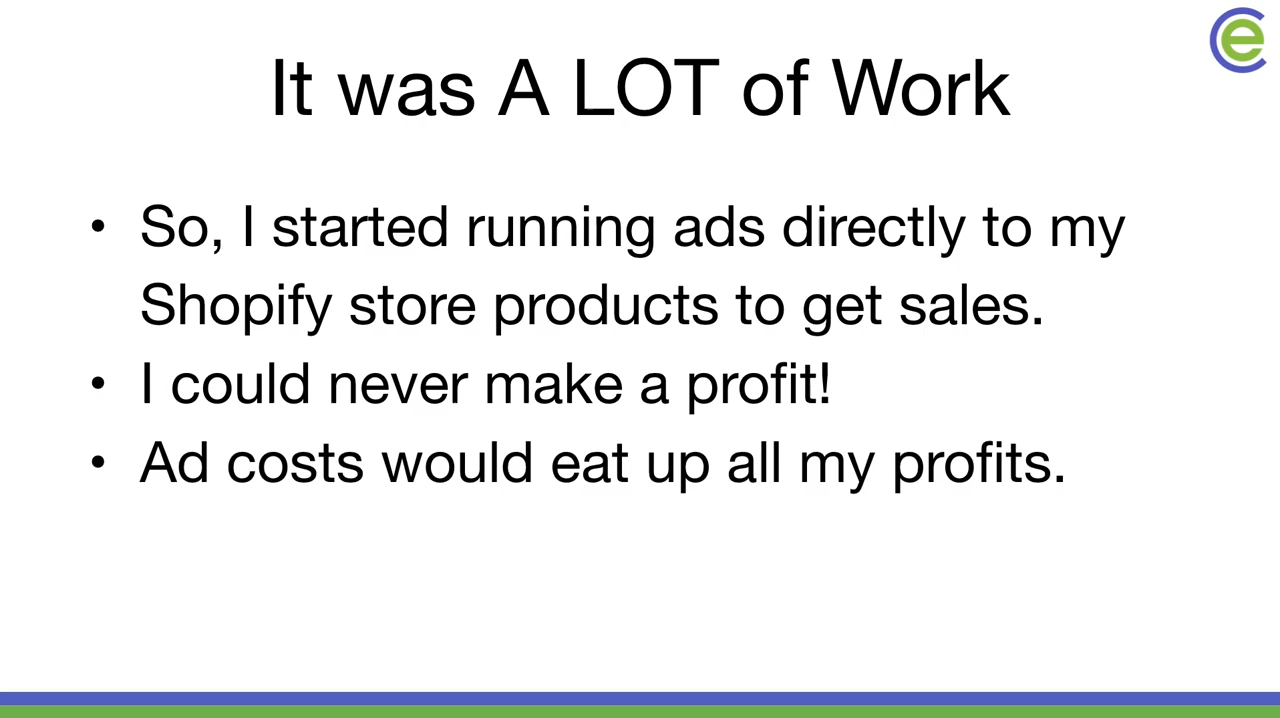 It was A LOT of Work
• So, I started running ads directly to my
Shopify store products to get sales.
• I could never make a profit!
• Ad costs would eat up all my profits.
Ce